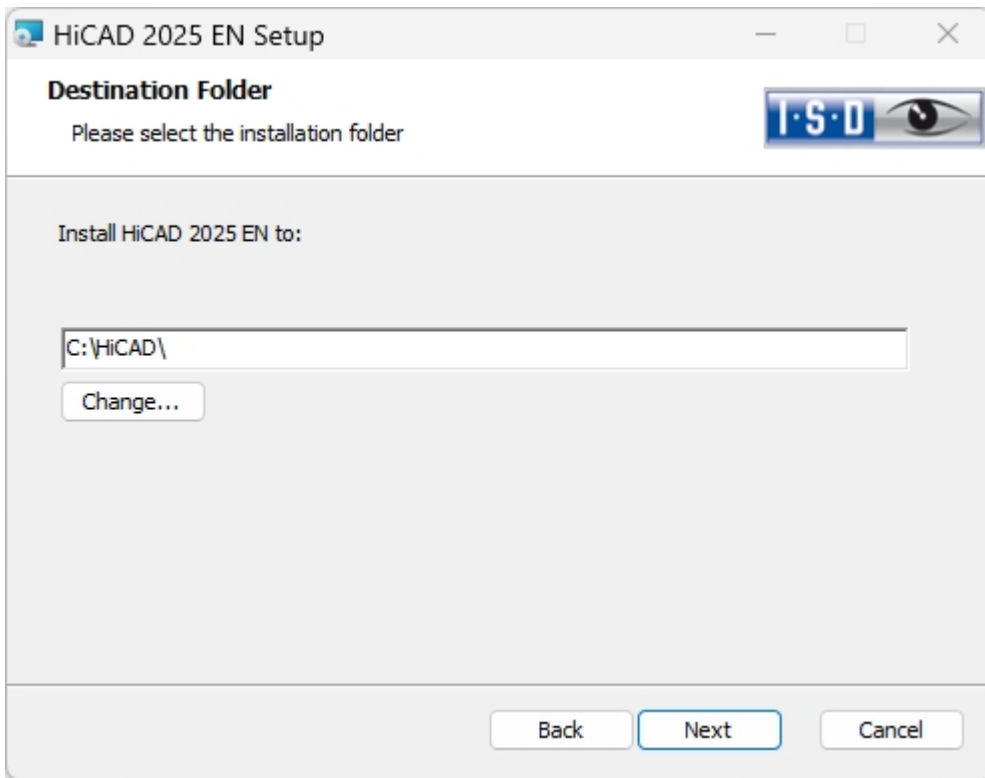 HiCAD 2025 EN Setup
Destination Folder
Please select the installation folder
I·S·D
Install HiCAD 2025 EN to:
C:\HiCAD\
Change...
Back Next Cancel